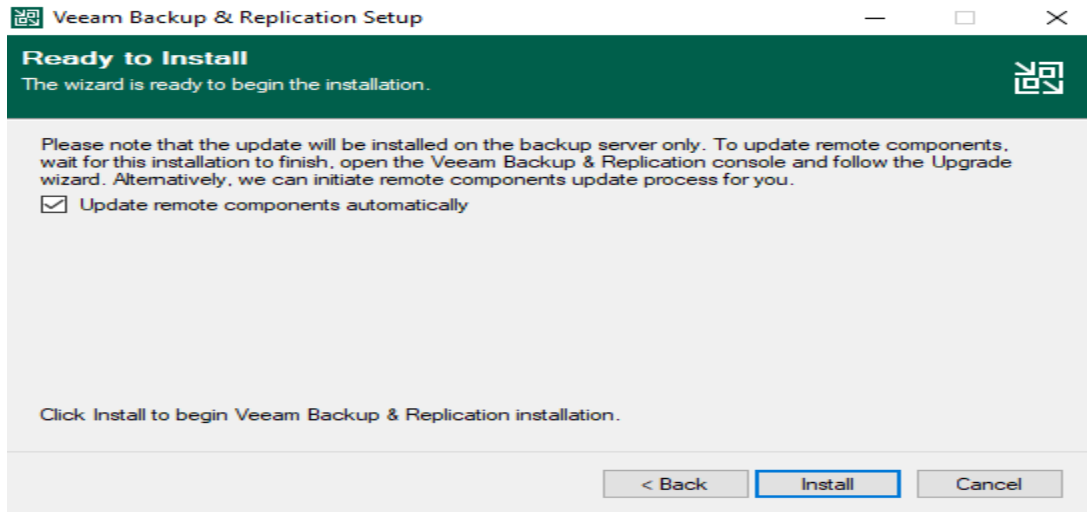 Veeam Backup & Replication Setup
Ready to Install
The wizard is ready to begin the installation.
Please note that the update will be installed on the backup server only. To update remote components,
wait for this installation to finish, open the Veeam Backup & Replication console and follow the Upgrade
wizard. Alternatively, we can initiate remote components update process for you.
Update remote components automatically
Click Install to begin Veeam Backup & Replication installation.
< Back Install Cancel